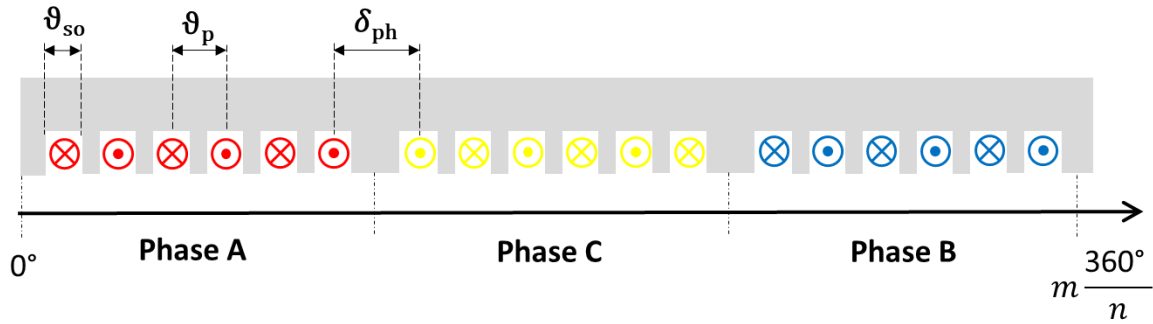 ϑso ϑp δph
Phase A Phase C Phase B
0° m 360°/n